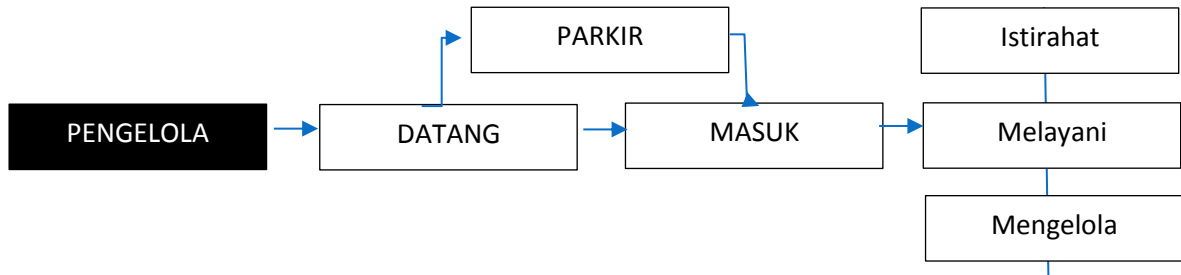 PARKIR
Istirahat
PENGELOLA
DATANG
MASUK
Melayani
Mengelola